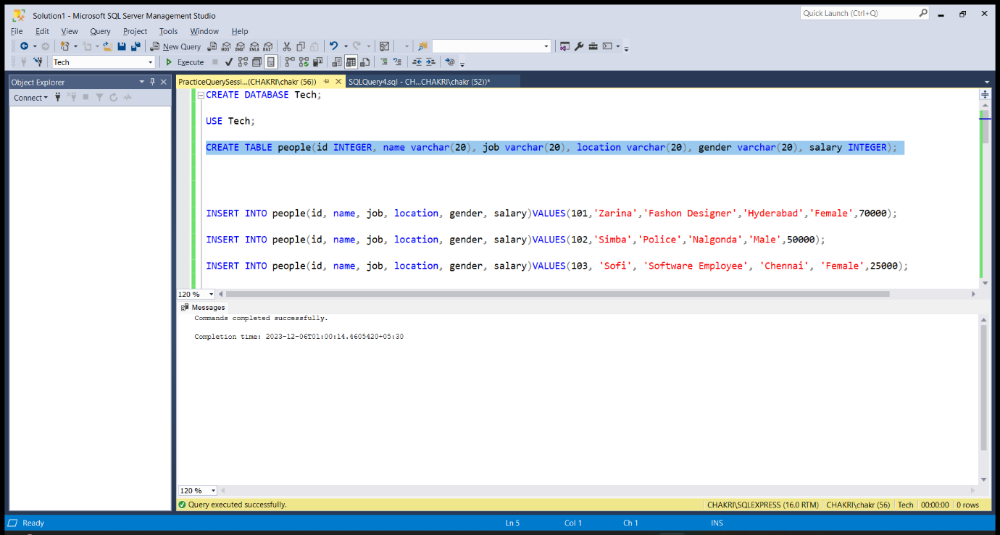 Solution1 - Microsoft SQL Server Management Studio
Quick Launch (Ctrl+Q)
File Edit View Query Project Tools Window Help
New Query MDX DMX XMLA DAX
Tech Execute
Object Explorer
Connect
PracticeQuerySessi...(CHAKRI\chakr (56)) SQLQuery4.sql - CH...CHAKRI\chakr (52))*
CREATE DATABASE Tech;
USE Tech;
CREATE TABLE people(id INTEGER, name varchar(20), job varchar(20), location varchar(20), gender varchar(20), salary INTEGER);
INSERT INTO people(id, name, job, location, gender, salary)VALUES(101,'Zarina','Fashon Designer','Hyderabad','Female',70000);
INSERT INTO people(id, name, job, location, gender, salary)VALUES(102,'Simba','Police','Nalgonda','Male',50000);
INSERT INTO people(id, name, job, location, gender, salary)VALUES(103, 'Sofi', 'Software Employee', 'Chennai', 'Female',25000);
120 %
Messages
Commands completed successfully.
Completion time: 2023-12-06T01:00:14.4605420+05:30
120 %
Query executed successfully. CHAKRI\SQLEXPRESS (16.0 RTM) CHAKRI\chakr (56) Tech 00:00:00 0 rows
Ready Ln 5 Col 1 Ch 1 INS